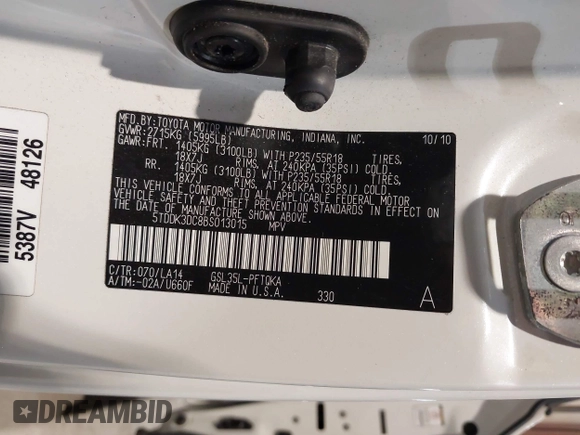 MFD.BY: TOYOTA MOTOR MANUFACTURING, INDIANA, INC. 10/10
GVWR: 2715KG (5995LB)
GAWR: FRT. 1405KG (3100LB) WITH P235/55R18 TIRES,
18X7J RIMS, AT 240KPA (35PSI) COLD.
RR. 1405KG (3100LB) WITH P235/55R18 TIRES,
18X7J RIMS, AT 240KPA (35PSI) COLD.
THIS VEHICLE CONFORMS TO ALL APPLICABLE FEDERAL MOTOR
VEHICLE SAFETY AND THEFT PREVENTION STANDARDS IN EFFECT ON
THE DATE OF MANUFACTURE SHOWN ABOVE.
5TDDK3DC8BS013015 MPV
C/TR: 070/LA14 GSL35L-PFTQKA
A/TM: -02A/U660F MADE IN U.S.A. 330 A
5387V 48126
DREAMBID